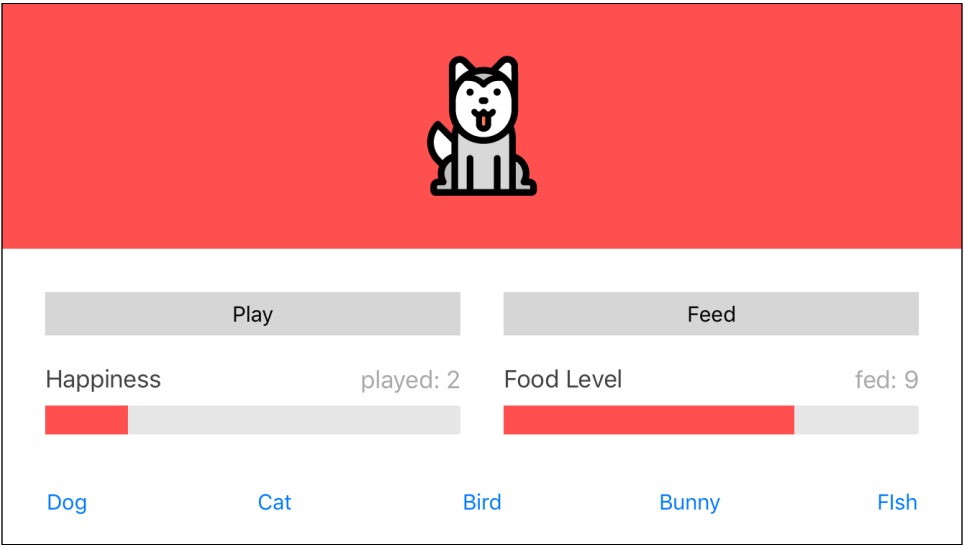 Play
Feed
Happiness
played: 2
Food Level
fed: 9
Dog
Cat
Bird
Bunny
FIsh